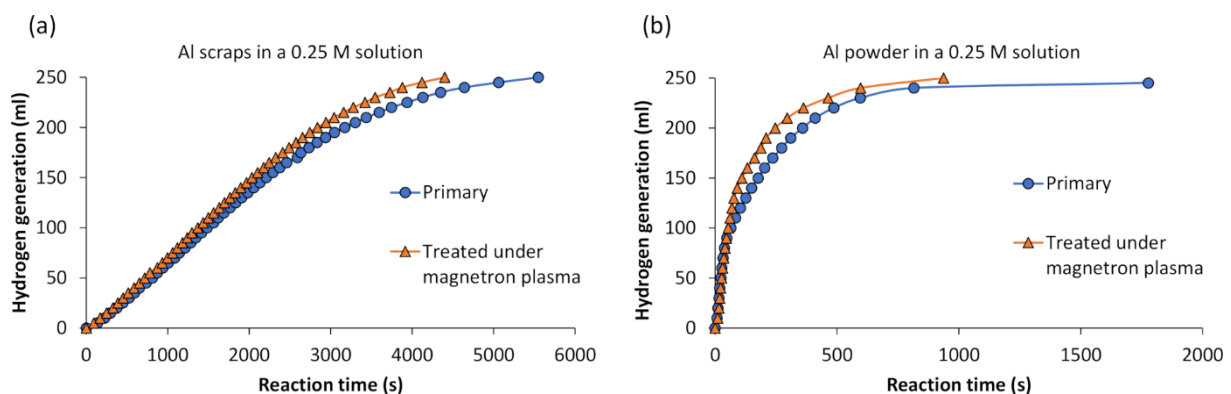 (a)
Al scraps in a 0.25 M solution
Hydrogen generation (ml)
250
200
150
100
50
0
0 1000 2000 3000 4000 5000 6000
Reaction time (s)
Primary
Treated under
magnetron plasma
(b)
Al powder in a 0.25 M solution
Hydrogen generation (ml)
250
200
150
100
50
0
0 500 1000 1500 2000
Reaction time (s)
Primary
Treated under
magnetron plasma